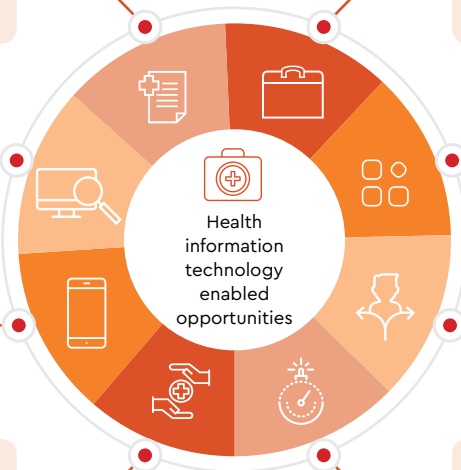 Health
information
technology
enabled
opportunities